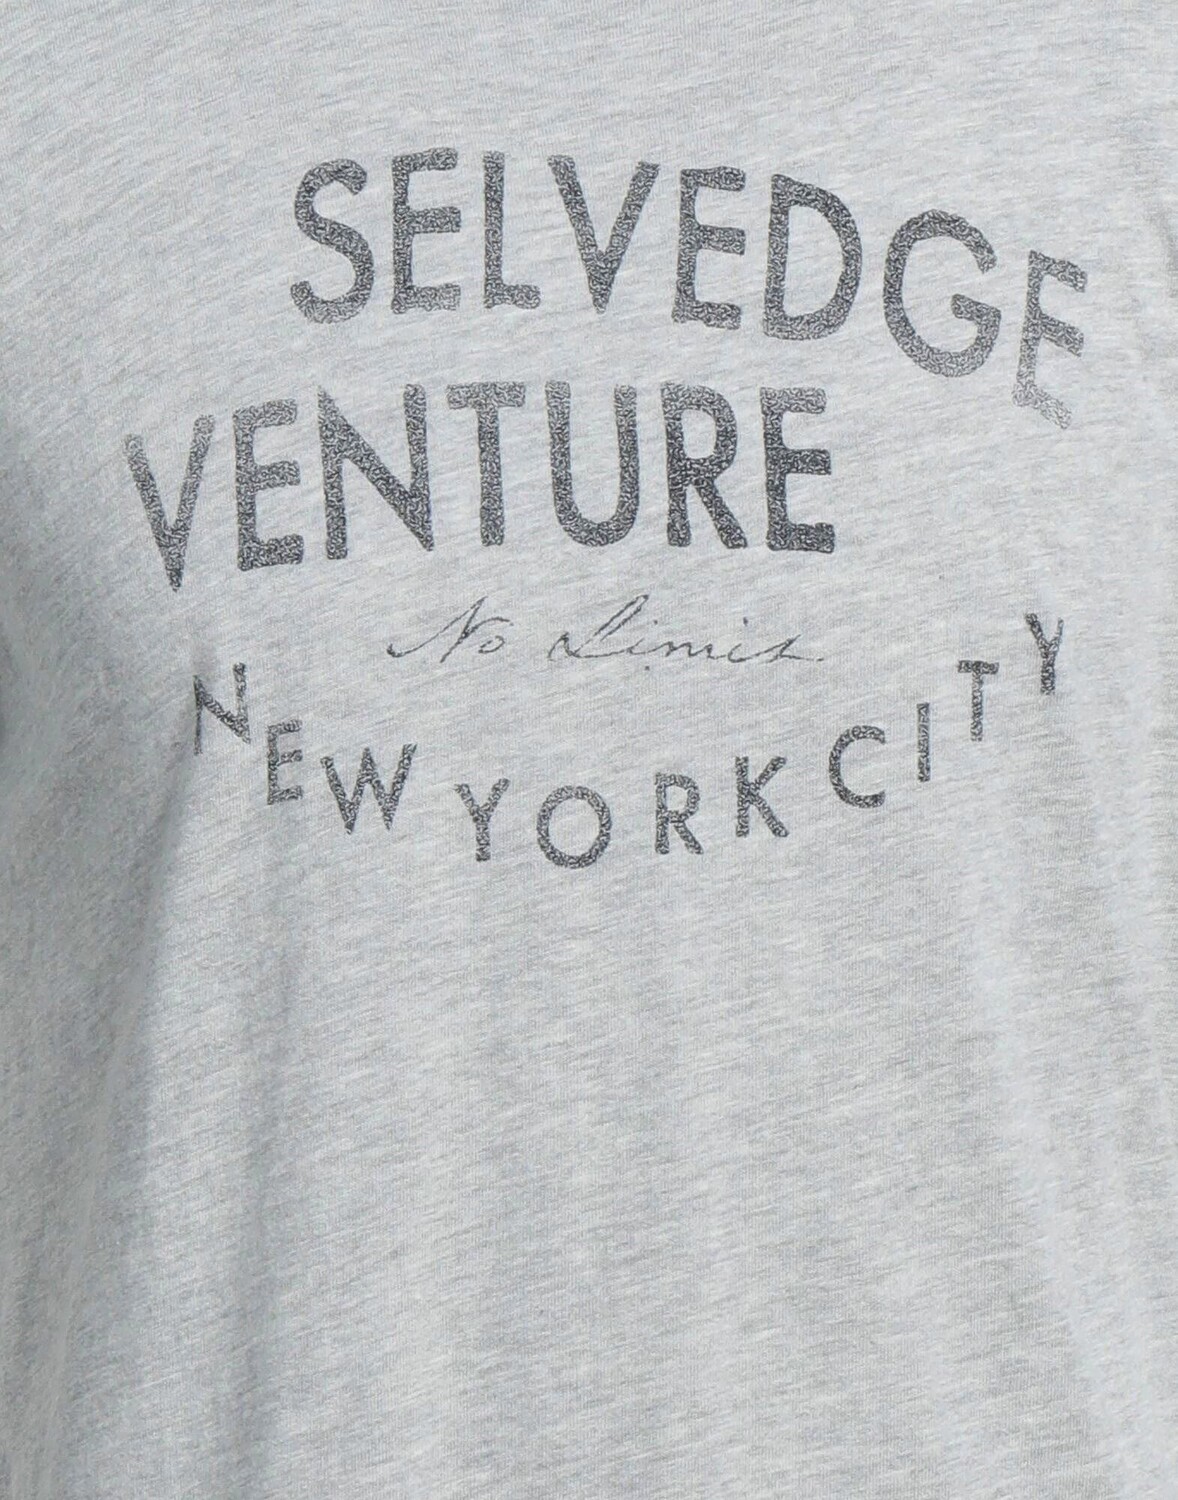 SELVEDGE
VENTURE
No Limit
NEW YORK CITY